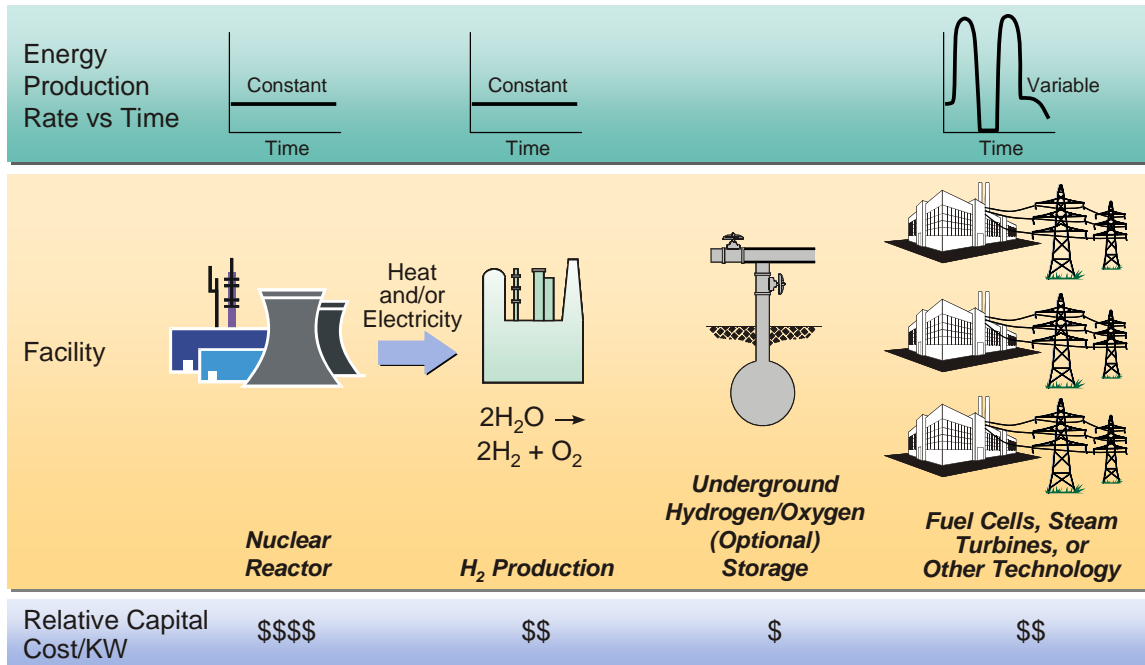 Energy
Production
Rate vs Time
Constant
Time
Constant
Time
Variable
Time
Facility
Heat
and/or
Electricity
2H₂O →
2H₂ + O₂
Nuclear
Reactor
H₂ Production
Underground
Hydrogen/Oxygen
(Optional)
Storage
Fuel Cells, Steam
Turbines, or
Other Technology
Relative Capital
Cost/KW
$$$$
$$
$
$$